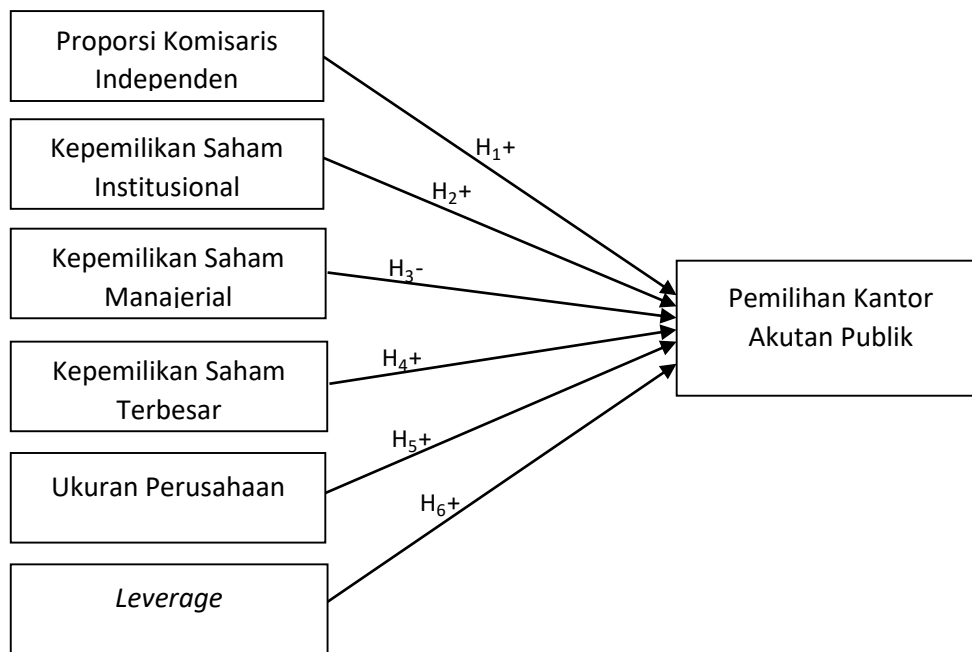 Proporsi Komisaris
Independen
H₁+
Kepemilikan Saham
Institusional
H₂+
Kepemilikan Saham
Manajerial
H₃-
Pemilihan Kantor
Akutan Publik
Kepemilikan Saham
Terbesar
H₄+
Ukuran Perusahaan
H₅+
Leverage
H₆+